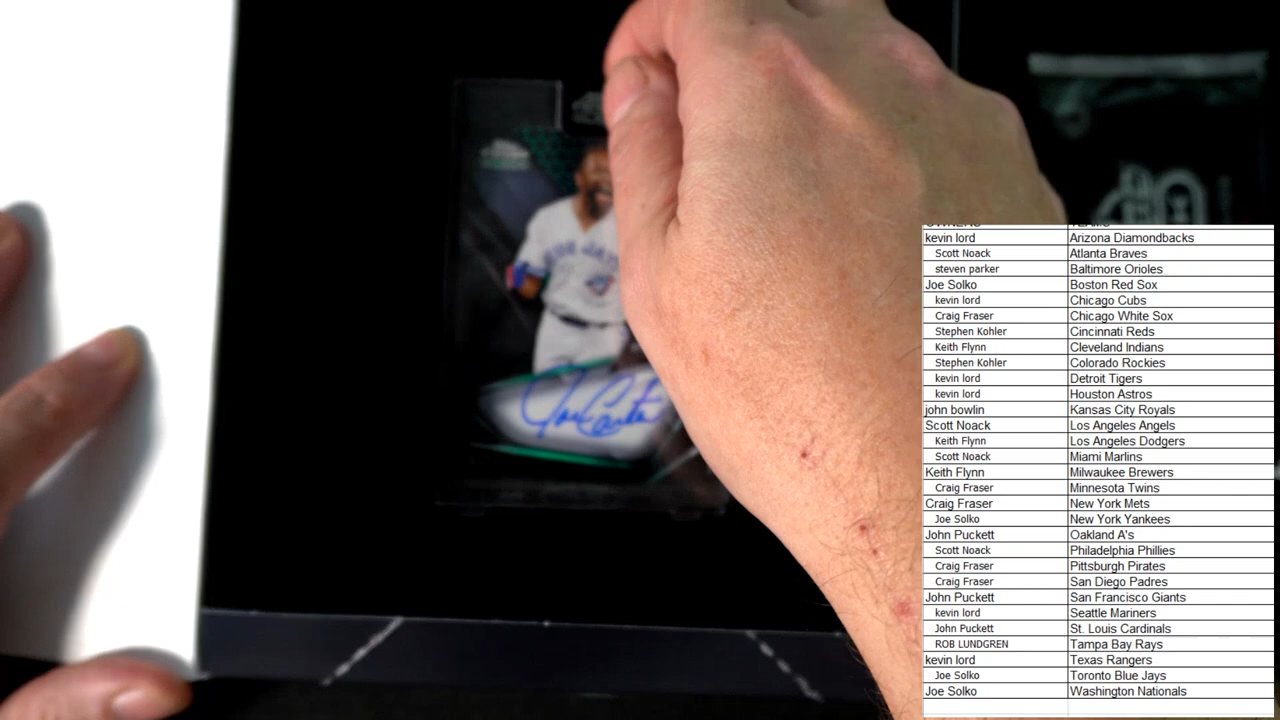 Joe Carter
OWNERS TEAMS
kevin lord Arizona Diamondbacks
Scott Noack Atlanta Braves
steven parker Baltimore Orioles
Joe Solko Boston Red Sox
kevin lord Chicago Cubs
Craig Fraser Chicago White Sox
Stephen Kohler Cincinnati Reds
Keith Flynn Cleveland Indians
Stephen Kohler Colorado Rockies
kevin lord Detroit Tigers
kevin lord Houston Astros
john bowlin Kansas City Royals
Scott Noack Los Angeles Angels
Keith Flynn Los Angeles Dodgers
Scott Noack Miami Marlins
Keith Flynn Milwaukee Brewers
Craig Fraser Minnesota Twins
Craig Fraser New York Mets
Joe Solko New York Yankees
John Puckett Oakland A's
Scott Noack Philadelphia Phillies
Craig Fraser Pittsburgh Pirates
Craig Fraser San Diego Padres
John Puckett San Francisco Giants
kevin lord Seattle Mariners
John Puckett St. Louis Cardinals
ROB LUNDGREN Tampa Bay Rays
kevin lord Texas Rangers
Joe Solko Toronto Blue Jays
Joe Solko Washington Nationals